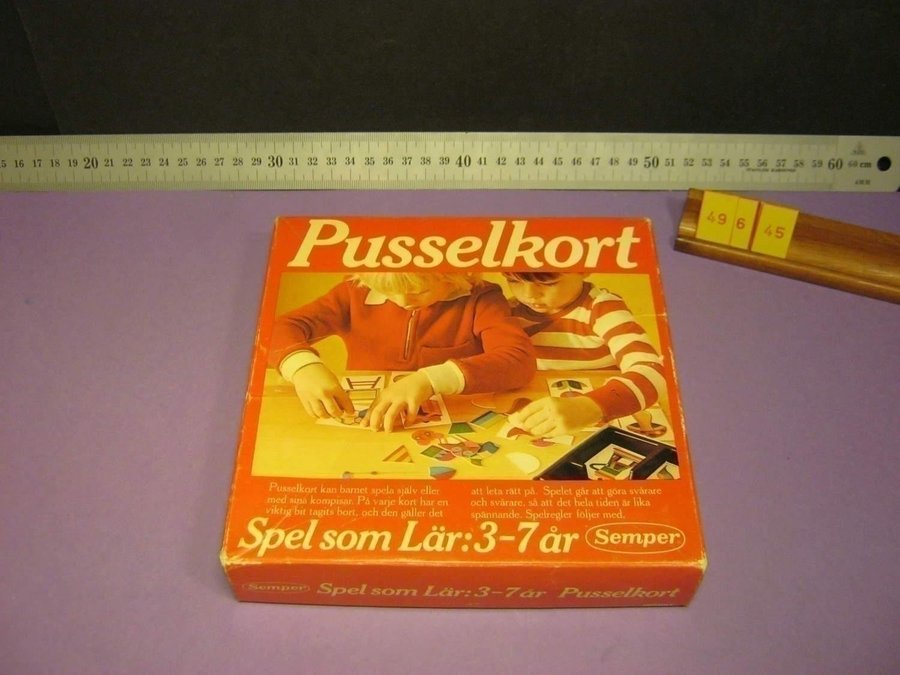 5 16 17 18 19 20 21 22 23 24 25 26 27 28 29 30 31 32 33 34 35 36 37 38 39 40 41 42 43 44 45 46 47 48 49 50 51 52 53 54 55 56 57 58 59 60 60 cm
49 6 45
Pusselkort
Pusselkort kan barnet spela själv eller
med sina kompisar. På varje kort har en
viktig bit tagits bort, och den gäller det
att leta rätt på. Spelet går att göra svårare
och svårare, så att det hela tiden är lika
spännande. Spelregler följer med.
Spel som Lär: 3-7 år Semper
Semper Spel som Lär: 3-7 år Pusselkort